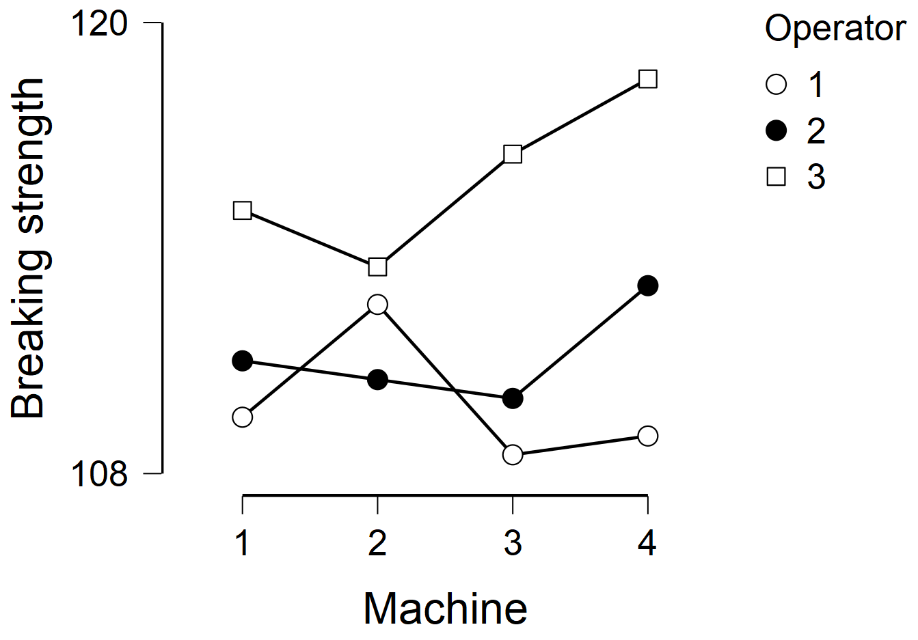 120
108
Breaking strength
1 2 3 4
Machine
Operator
1
2
3